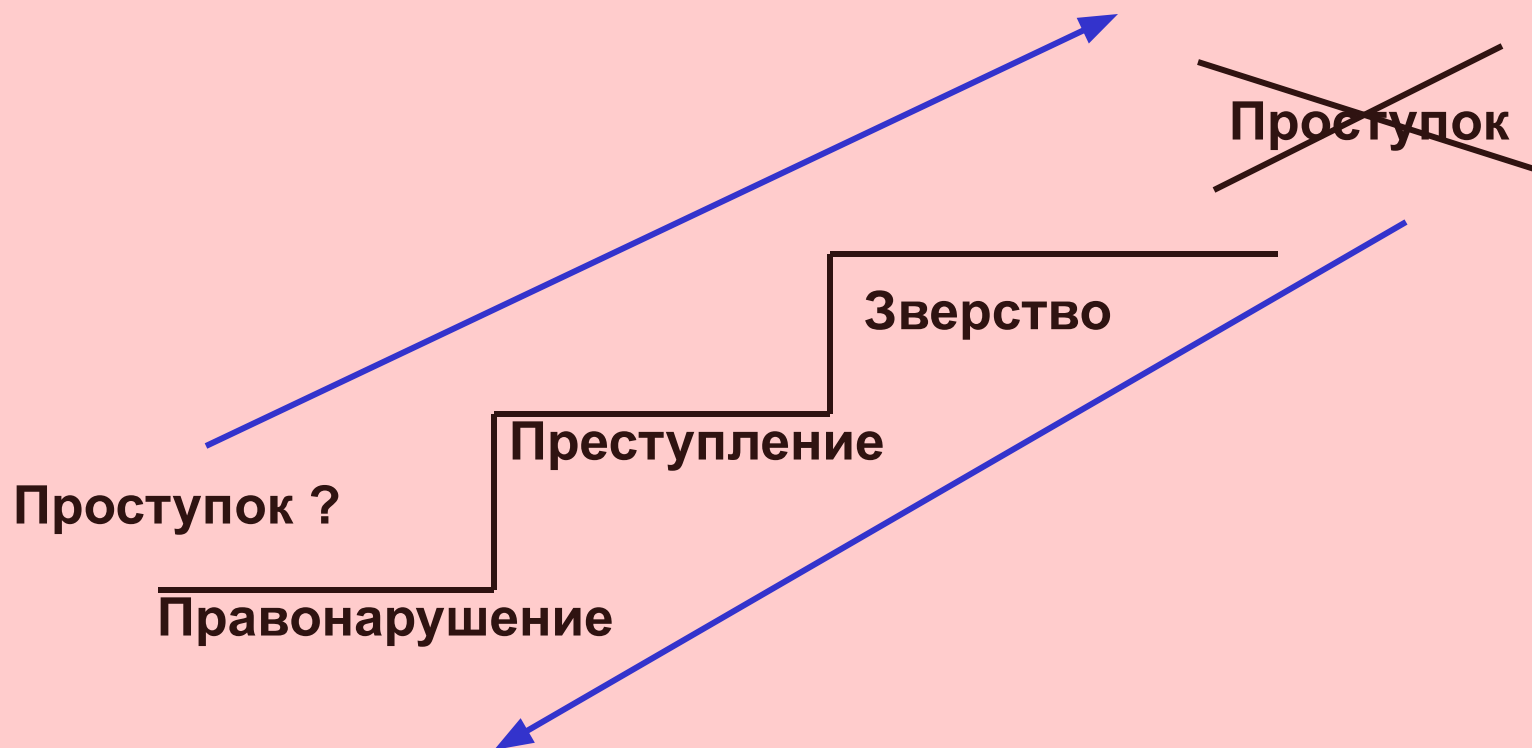 Проступок
Зверство
Преступление
Проступок ?
Правонарушение